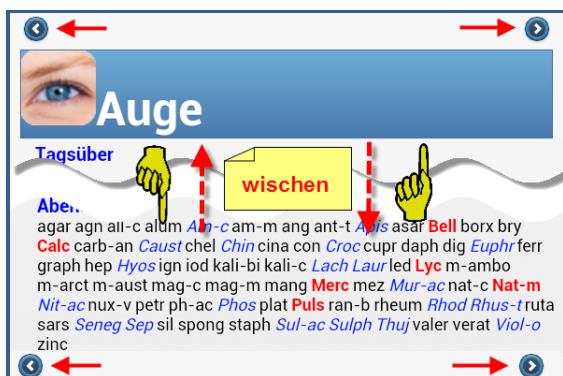 Auge
Tagsüber
wischen
agar agn all-c alum Am-c am-m ang ant-t Apis asar Bell borx bry
Calc carb-an Caust chel Chin cina con Croc cupr daph dig Euphr ferr
graph hep Hyos ign iod kali-bi kali-c Lach Laur led Lyc m-ambo
m-arct m-aust mag-c mag-m mang Merc mez Mur-ac nat-c Nat-m
Nit-ac nux-v petr ph-ac Phos plat Puls ran-b rheum Rhod Rhus-t ruta
sars Seneg Sep sil spong staph Sul-ac Sulph Thuj valer verat Viol-o
zinc